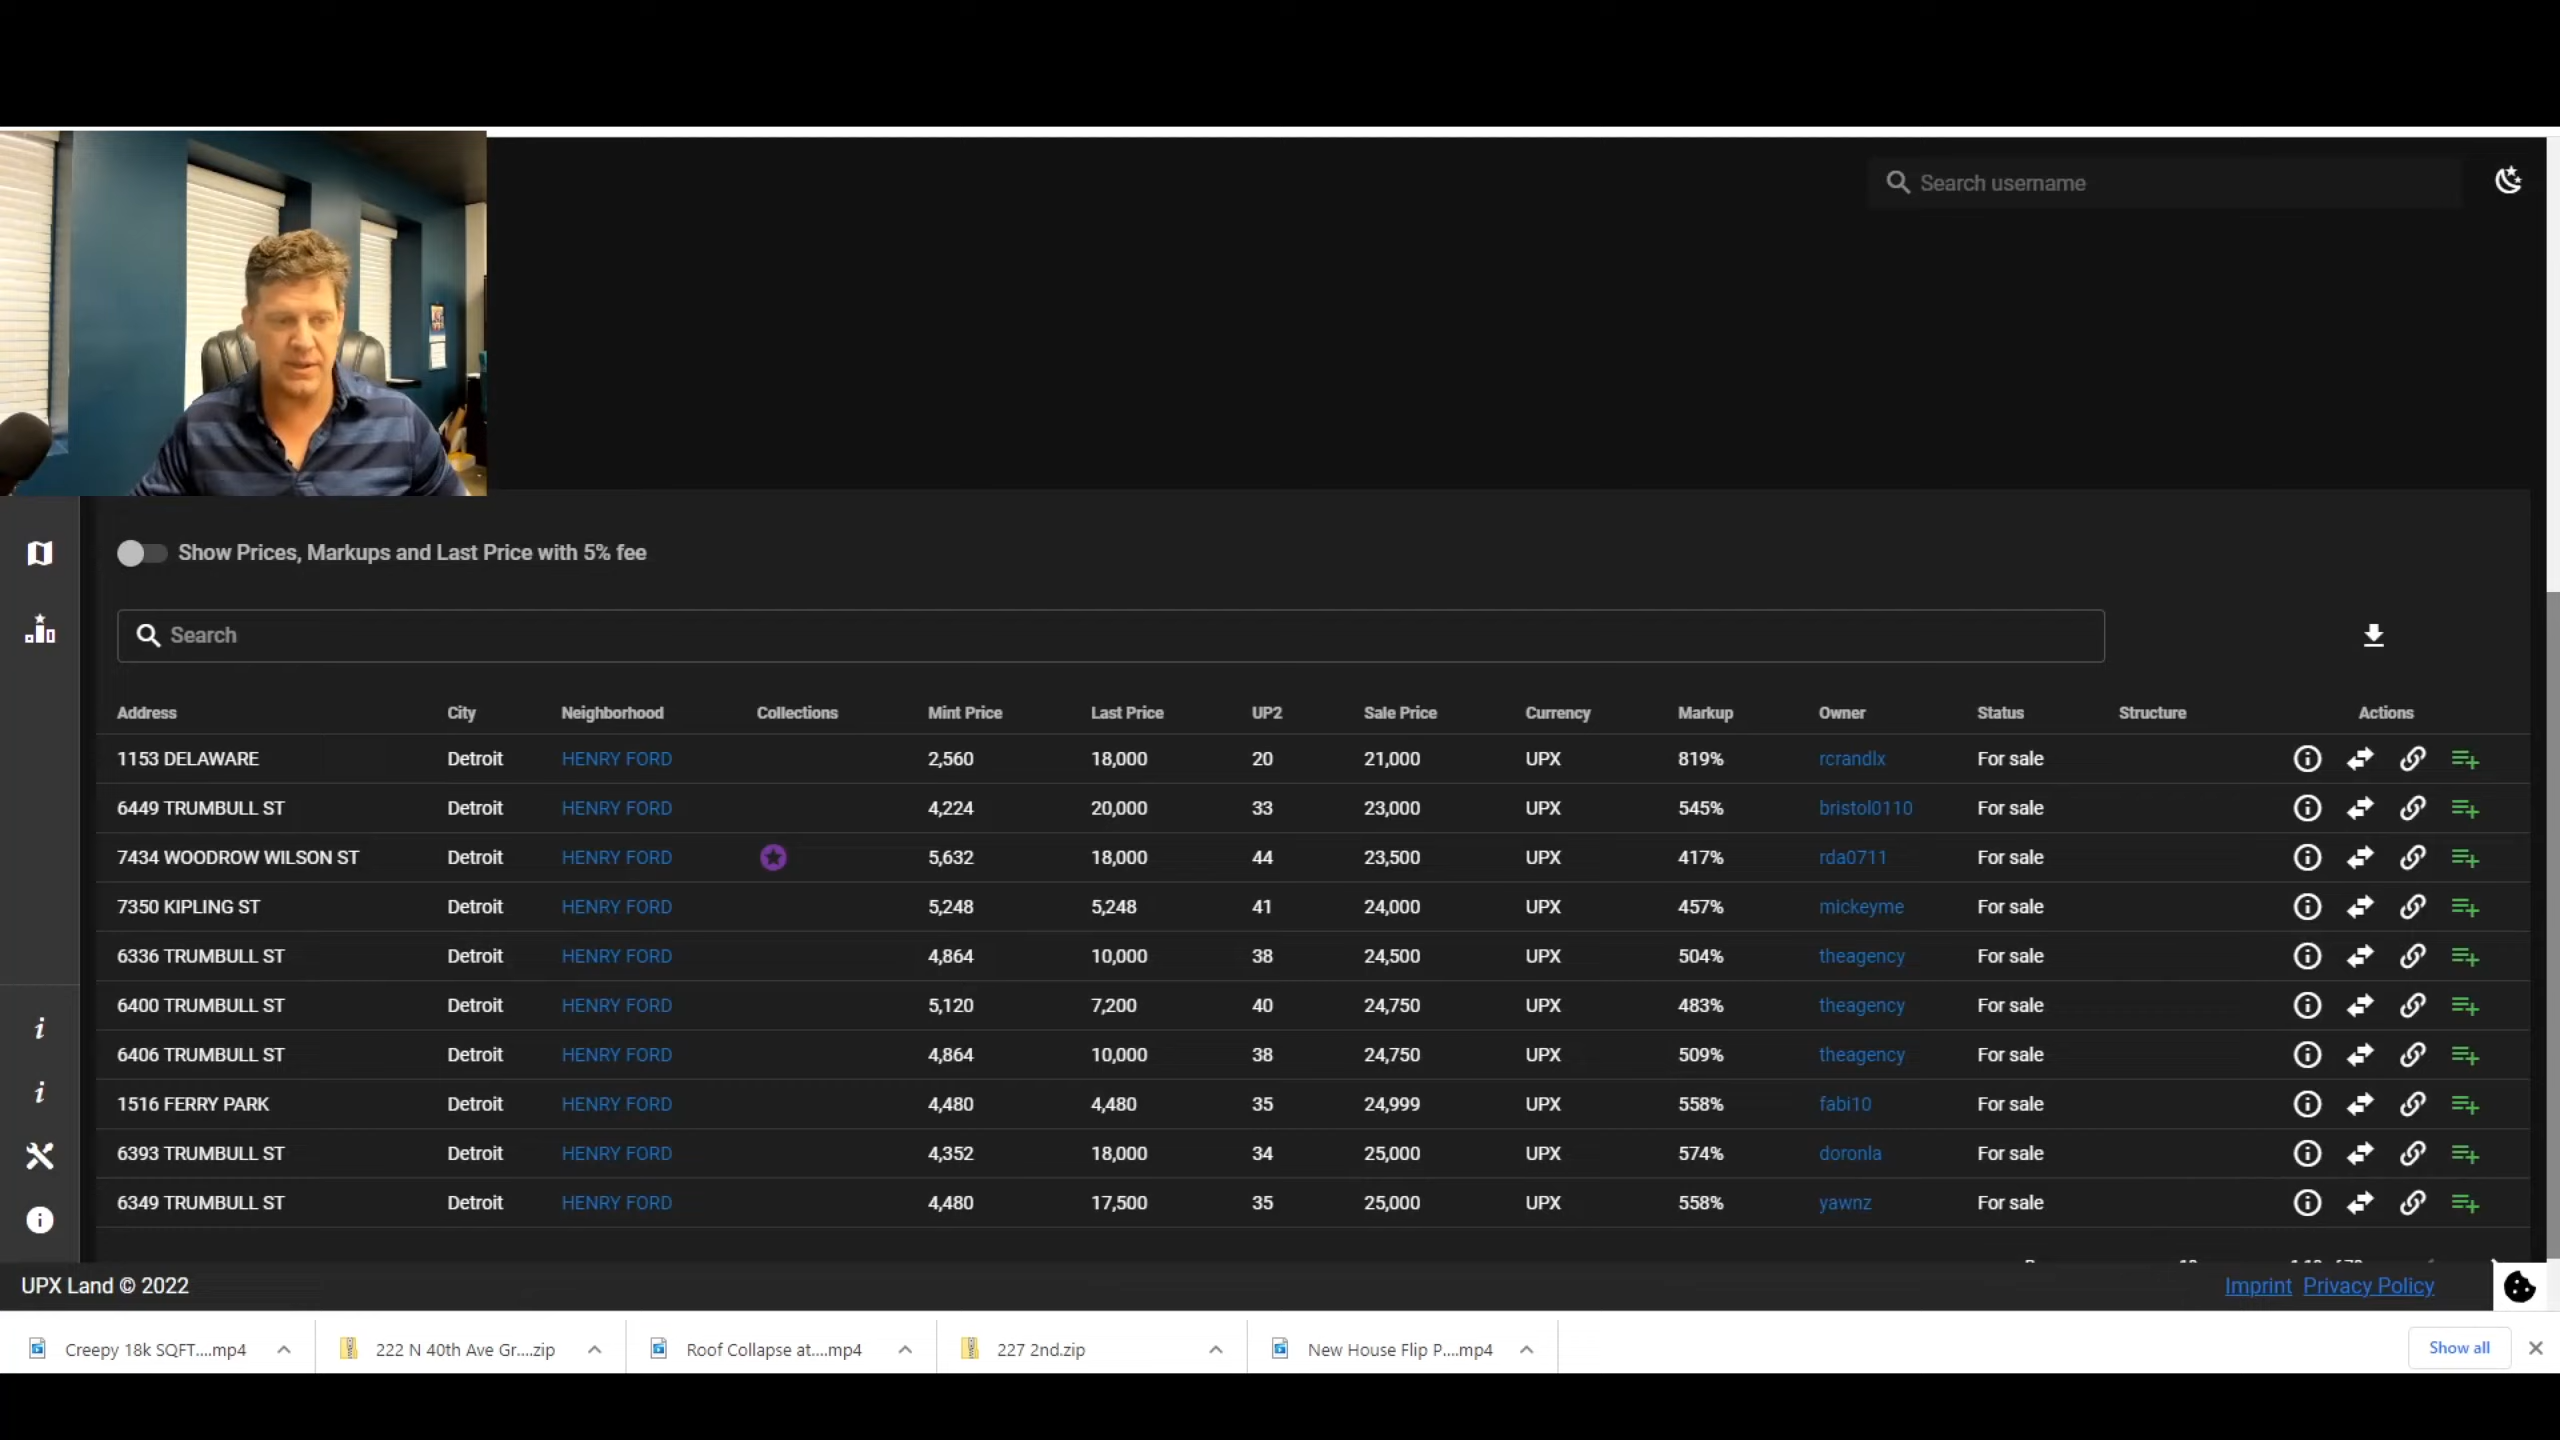 Search username
Show Prices, Markups and Last Price with 5% fee
Search
Address City Neighborhood Collections Mint Price Last Price UP2 Sale Price Currency Markup Owner Status Structure Actions
1153 DELAWARE Detroit HENRY FORD 2,560 18,000 20 21,000 UPX 819% rcrandlx For sale
6449 TRUMBULL ST Detroit HENRY FORD 4,224 20,000 33 23,000 UPX 545% bristol0110 For sale
7434 WOODROW WILSON ST Detroit HENRY FORD 5,632 18,000 44 23,500 UPX 417% rda0711 For sale
7350 KIPLING ST Detroit HENRY FORD 5,248 5,248 41 24,000 UPX 457% mickeyme For sale
6336 TRUMBULL ST Detroit HENRY FORD 4,864 10,000 38 24,500 UPX 504% theagency For sale
6400 TRUMBULL ST Detroit HENRY FORD 5,120 7,200 40 24,750 UPX 483% theagency For sale
6406 TRUMBULL ST Detroit HENRY FORD 4,864 10,000 38 24,750 UPX 509% theagency For sale
1516 FERRY PARK Detroit HENRY FORD 4,480 4,480 35 24,999 UPX 558% fabi10 For sale
6393 TRUMBULL ST Detroit HENRY FORD 4,352 18,000 34 25,000 UPX 574% doronla For sale
6349 TRUMBULL ST Detroit HENRY FORD 4,480 17,500 35 25,000 UPX 558% yawnz For sale
UPX Land © 2022 Imprint Privacy Policy
Creepy 18k SQFT....mp4 222 N 40th Ave Gr....zip Roof Collapse at....mp4 227 2nd.zip New House Flip P....mp4 Show all